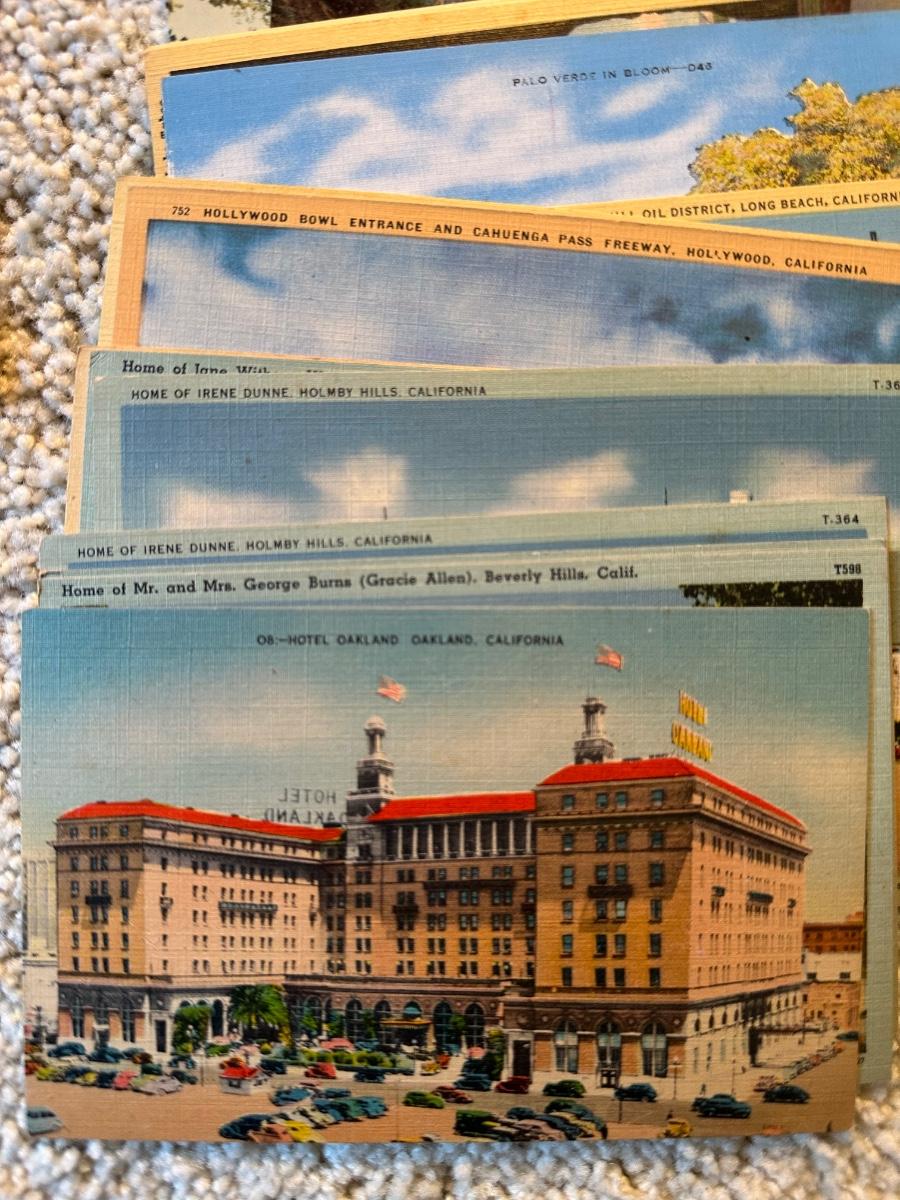 PALO VERDE IN BLOOM—D46
OIL DISTRICT, LONG BEACH, CALIFORNI
752 HOLLYWOOD BOWL ENTRANCE AND CAHUENGA PASS FREEWAY, HOLLYWOOD, CALIFORNIA
Home of Jane
HOME OF IRENE DUNNE, HOLMBY HILLS, CALIFORNIA T-36
HOME OF IRENE DUNNE, HOLMBY HILLS, CALIFORNIA T-364
Home of Mr. and Mrs. George Burns (Gracie Allen), Beverly Hills, Calif. T598
O8:—HOTEL OAKLAND OAKLAND, CALIFORNIA
HOTEL
OAKLAND
HOTEL
OAKLAND